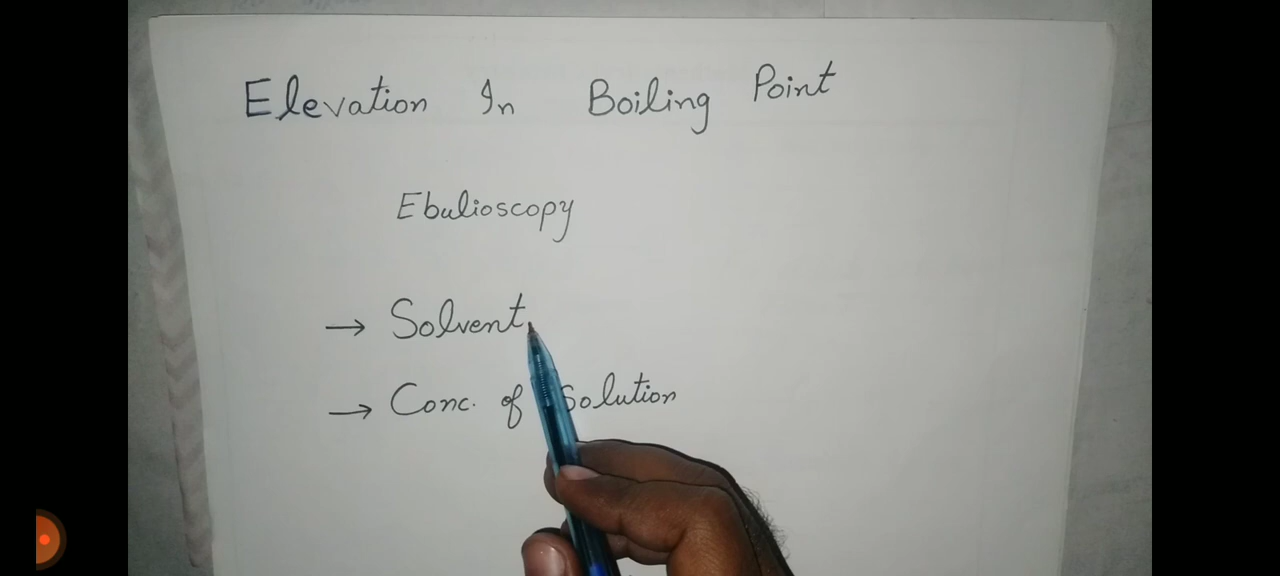 Elevation In Boiling Point
Ebulioscopy
→ Solvent
→ Conc. of Solution